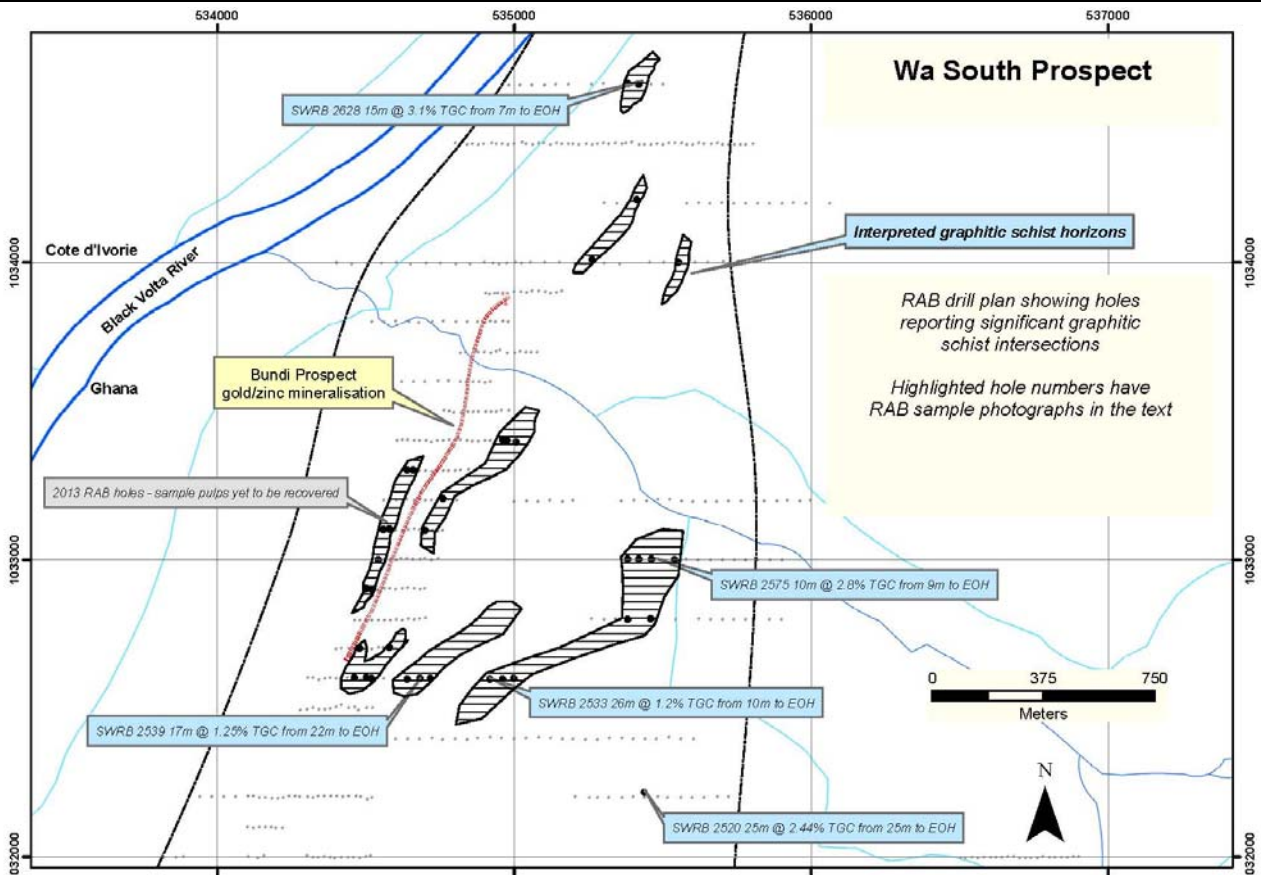 534000
535000
536000
537000
Wa South Prospect
SWRB 2628 15m @ 3.1% TGC from 7m to EOH
Cote d'Ivorie
Black Volta River
Ghana
Interpreted graphitic schist horizons
1034000
1034000
RAB drill plan showing holes
reporting significant graphitic
schist intersections
Highlighted hole numbers have
RAB sample photographs in the text
Bundi Prospect
gold/zinc mineralisation
2013 RAB holes - sample pulps yet to be recovered
1033000
1033000
SWRB 2575 10m @ 2.8% TGC from 9m to EOH
SWRB 2533 26m @ 1.2% TGC from 10m to EOH
SWRB 2539 17m @ 1.25% TGC from 22m to EOH
0 375 750
Meters
N
SWRB 2520 25m @ 2.44% TGC from 25m to EOH
032000
032000